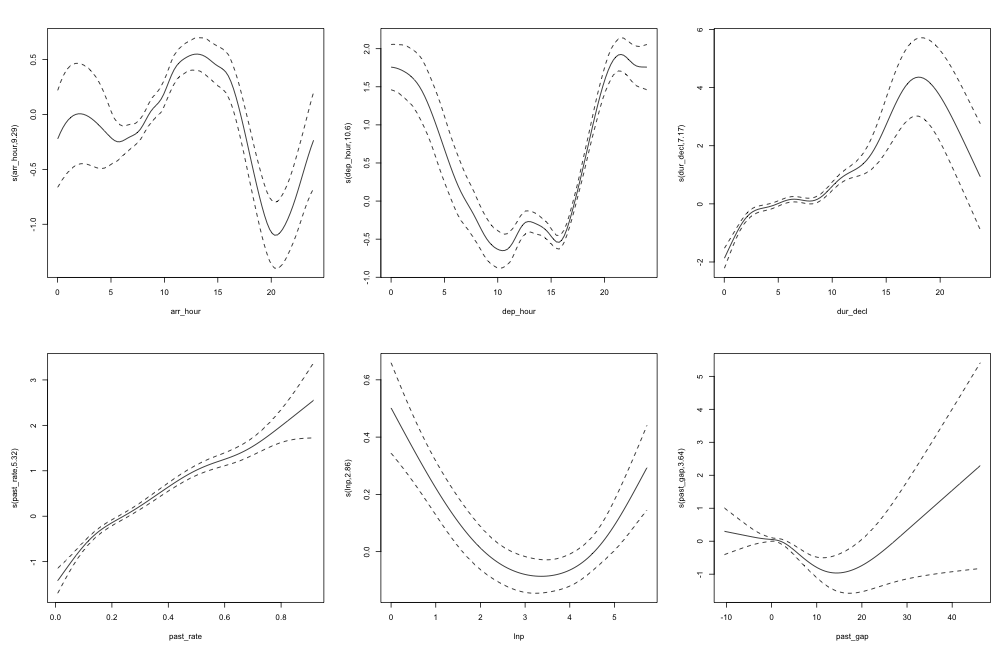 s(arr_hour,9.29)
0.5
0.0
-0.5
-1.0
0 5 10 15 20
arr_hour
s(dep_hour,10.6)
2.0
1.5
1.0
0.5
0.0
-0.5
-1.0
0 5 10 15 20
dep_hour
s(dur_decl,7.17)
6
4
2
0
-2
0 5 10 15 20
dur_decl
s(past_rate,5.32)
3
2
1
0
-1
0.0 0.2 0.4 0.6 0.8
past_rate
s(lnp,2.86)
0.6
0.4
0.2
0.0
0 1 2 3 4 5
lnp
s(past_gap,3.64)
5
4
3
2
1
0
-1
-10 0 10 20 30 40
past_gap